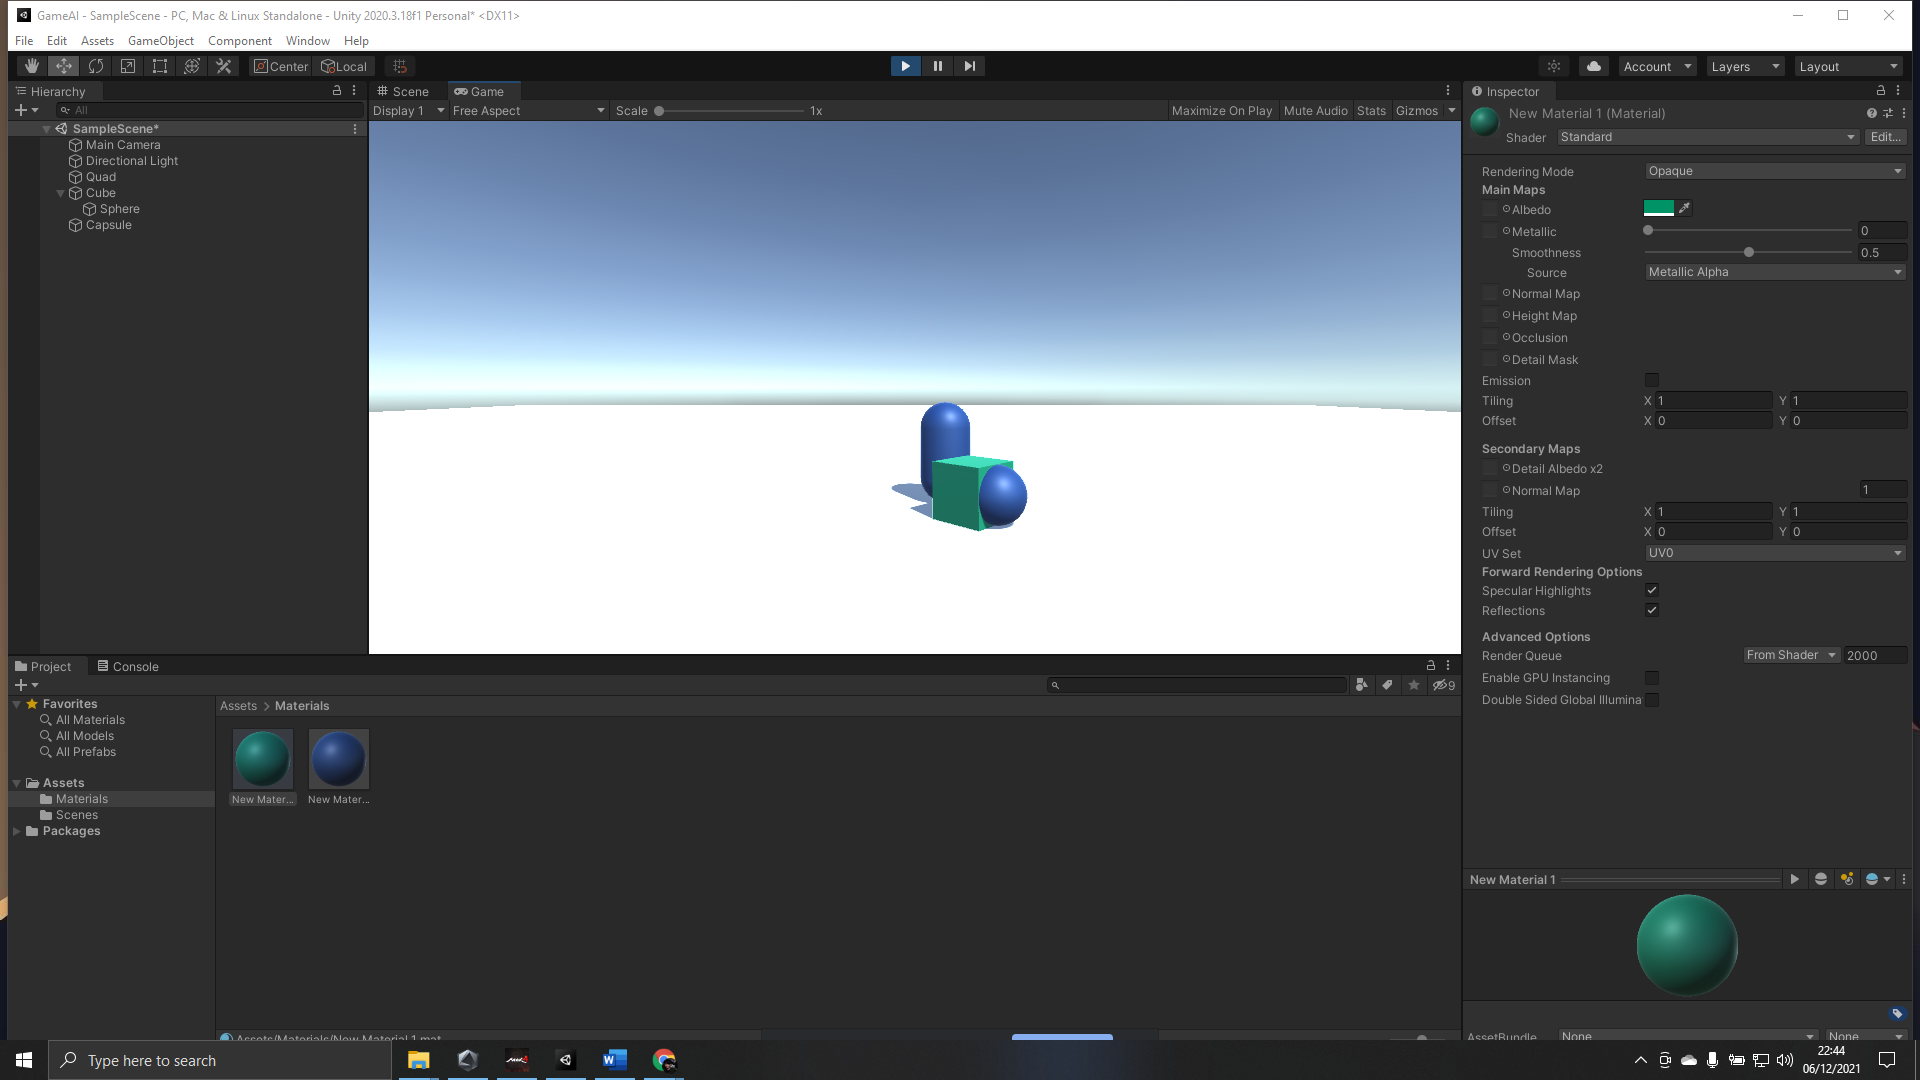 GameAI - SampleScene - PC, Mac & Linux Standalone - Unity 2020.3.18f1 Personal* <DX11>
File Edit Assets GameObject Component Window Help
Center Local Account Layers Layout
Hierarchy
All
SampleScene*
Main Camera
Directional Light
Quad
Cube
Sphere
Capsule
Scene Game
Display 1 Free Aspect Scale 1x Maximize On Play Mute Audio Stats Gizmos
Inspector
New Material 1 (Material)
Shader Standard Edit...
Rendering Mode Opaque
Main Maps
Albedo
Metallic 0
Smoothness 0.5
Source Metallic Alpha
Normal Map
Height Map
Occlusion
Detail Mask
Emission
Tiling X 1 Y 1
Offset X 0 Y 0
Secondary Maps
Detail Albedo x2
Normal Map 1
Tiling X 1 Y 1
Offset X 0 Y 0
UV Set UV0
Forward Rendering Options
Specular Highlights
Reflections
Advanced Options
Render Queue From Shader 2000
Enable GPU Instancing
Double Sided Global Illumina
Project Console
9
Favorites
All Materials
All Models
All Prefabs
Assets
Materials
Scenes
Packages
Assets > Materials
New Mater... New Mater...
Assets/Materials/New Material 1.mat
New Material 1
AssetBundle None None
Type here to search
22:44
06/12/2021